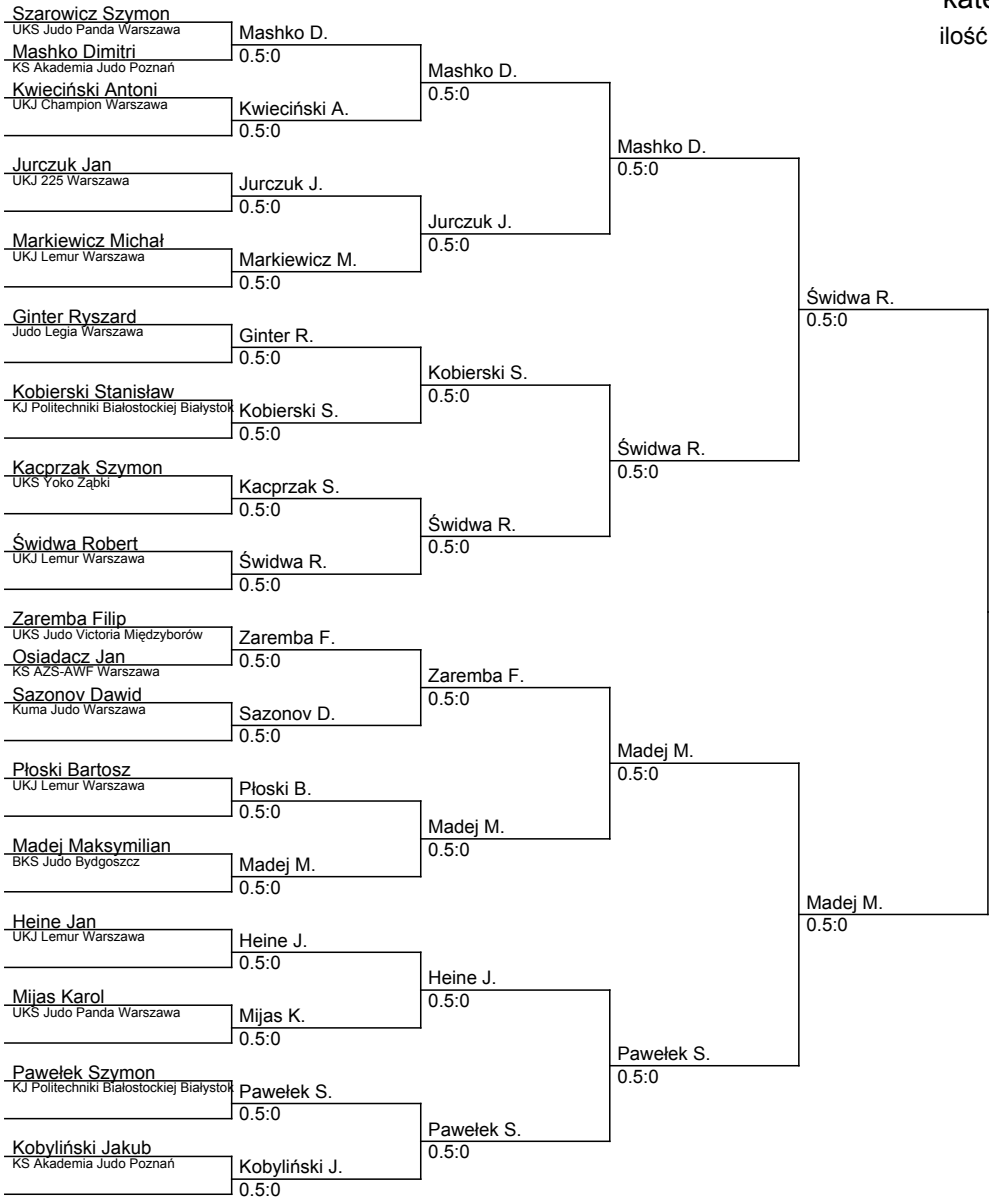 kate
ilość
Szarowicz Szymon
UKS Judo Panda Warszawa
Mashko Dimitri
KS Akademia Judo Poznań
Kwieciński Antoni
UKJ Champion Warszawa
Jurczuk Jan
UKJ 225 Warszawa
Markiewicz Michał
UKJ Lemur Warszawa
Ginter Ryszard
Judo Legia Warszawa
Kobierski Stanisław
KJ Politechniki Białostockiej Białystok
Kacprzak Szymon
UKS Yoko Ząbki
Świdwa Robert
UKJ Lemur Warszawa
Zaremba Filip
UKS Judo Victoria Międzyborów
Osiadacz Jan
KS AZS-AWF Warszawa
Sazonov Dawid
Kuma Judo Warszawa
Płoski Bartosz
UKJ Lemur Warszawa
Madej Maksymilian
BKS Judo Bydgoszcz
Heine Jan
UKJ Lemur Warszawa
Mijas Karol
UKS Judo Panda Warszawa
Pawełek Szymon
KJ Politechniki Białostockiej Białystok
Kobyliński Jakub
KS Akademia Judo Poznań
Mashko D.
0.5:0
Kwieciński A.
0.5:0
Jurczuk J.
0.5:0
Markiewicz M.
0.5:0
Ginter R.
0.5:0
Kobierski S.
0.5:0
Kacprzak S.
0.5:0
Świdwa R.
0.5:0
Zaremba F.
0.5:0
Sazonov D.
0.5:0
Płoski B.
0.5:0
Madej M.
0.5:0
Heine J.
0.5:0
Mijas K.
0.5:0
Pawełek S.
0.5:0
Kobyliński J.
0.5:0
Mashko D.
0.5:0
Jurczuk J.
0.5:0
Kobierski S.
0.5:0
Świdwa R.
0.5:0
Zaremba F.
0.5:0
Madej M.
0.5:0
Heine J.
0.5:0
Pawełek S.
0.5:0
Mashko D.
0.5:0
Świdwa R.
0.5:0
Madej M.
0.5:0
Pawełek S.
0.5:0
Świdwa R.
0.5:0
Madej M.
0.5:0